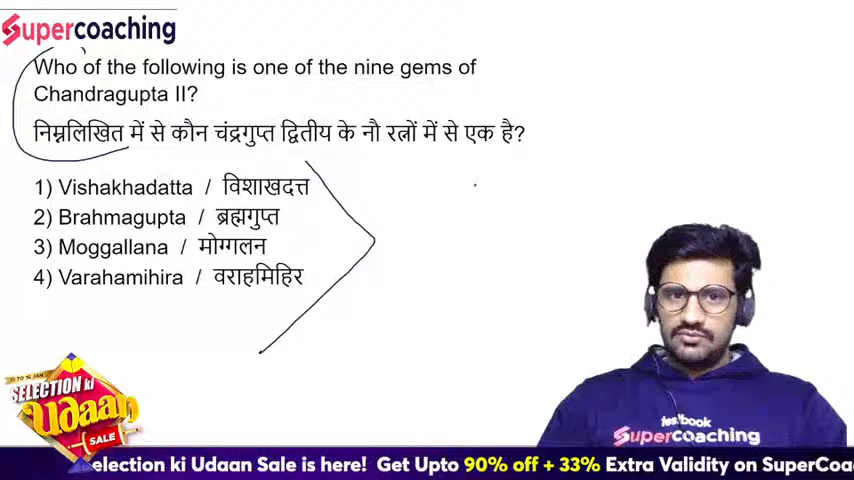 Supercoaching
Who of the following is one of the nine gems of
Chandragupta II?
निम्नलिखित में से कौन चंद्रगुप्त द्वितीय के नौ रत्नों में से एक है?
1) Vishakhadatta / विशाखदत्त
2) Brahmagupta / ब्रह्मगुप्त
3) Moggallana / मोग्गलन
4) Varahamihira / वराहमिहिर
SELECTION ki
Udaan
SALE
testbook
Supercoaching
election ki Udaan Sale is here! Get Upto 90% off + 33% Extra Validity on SuperCoa